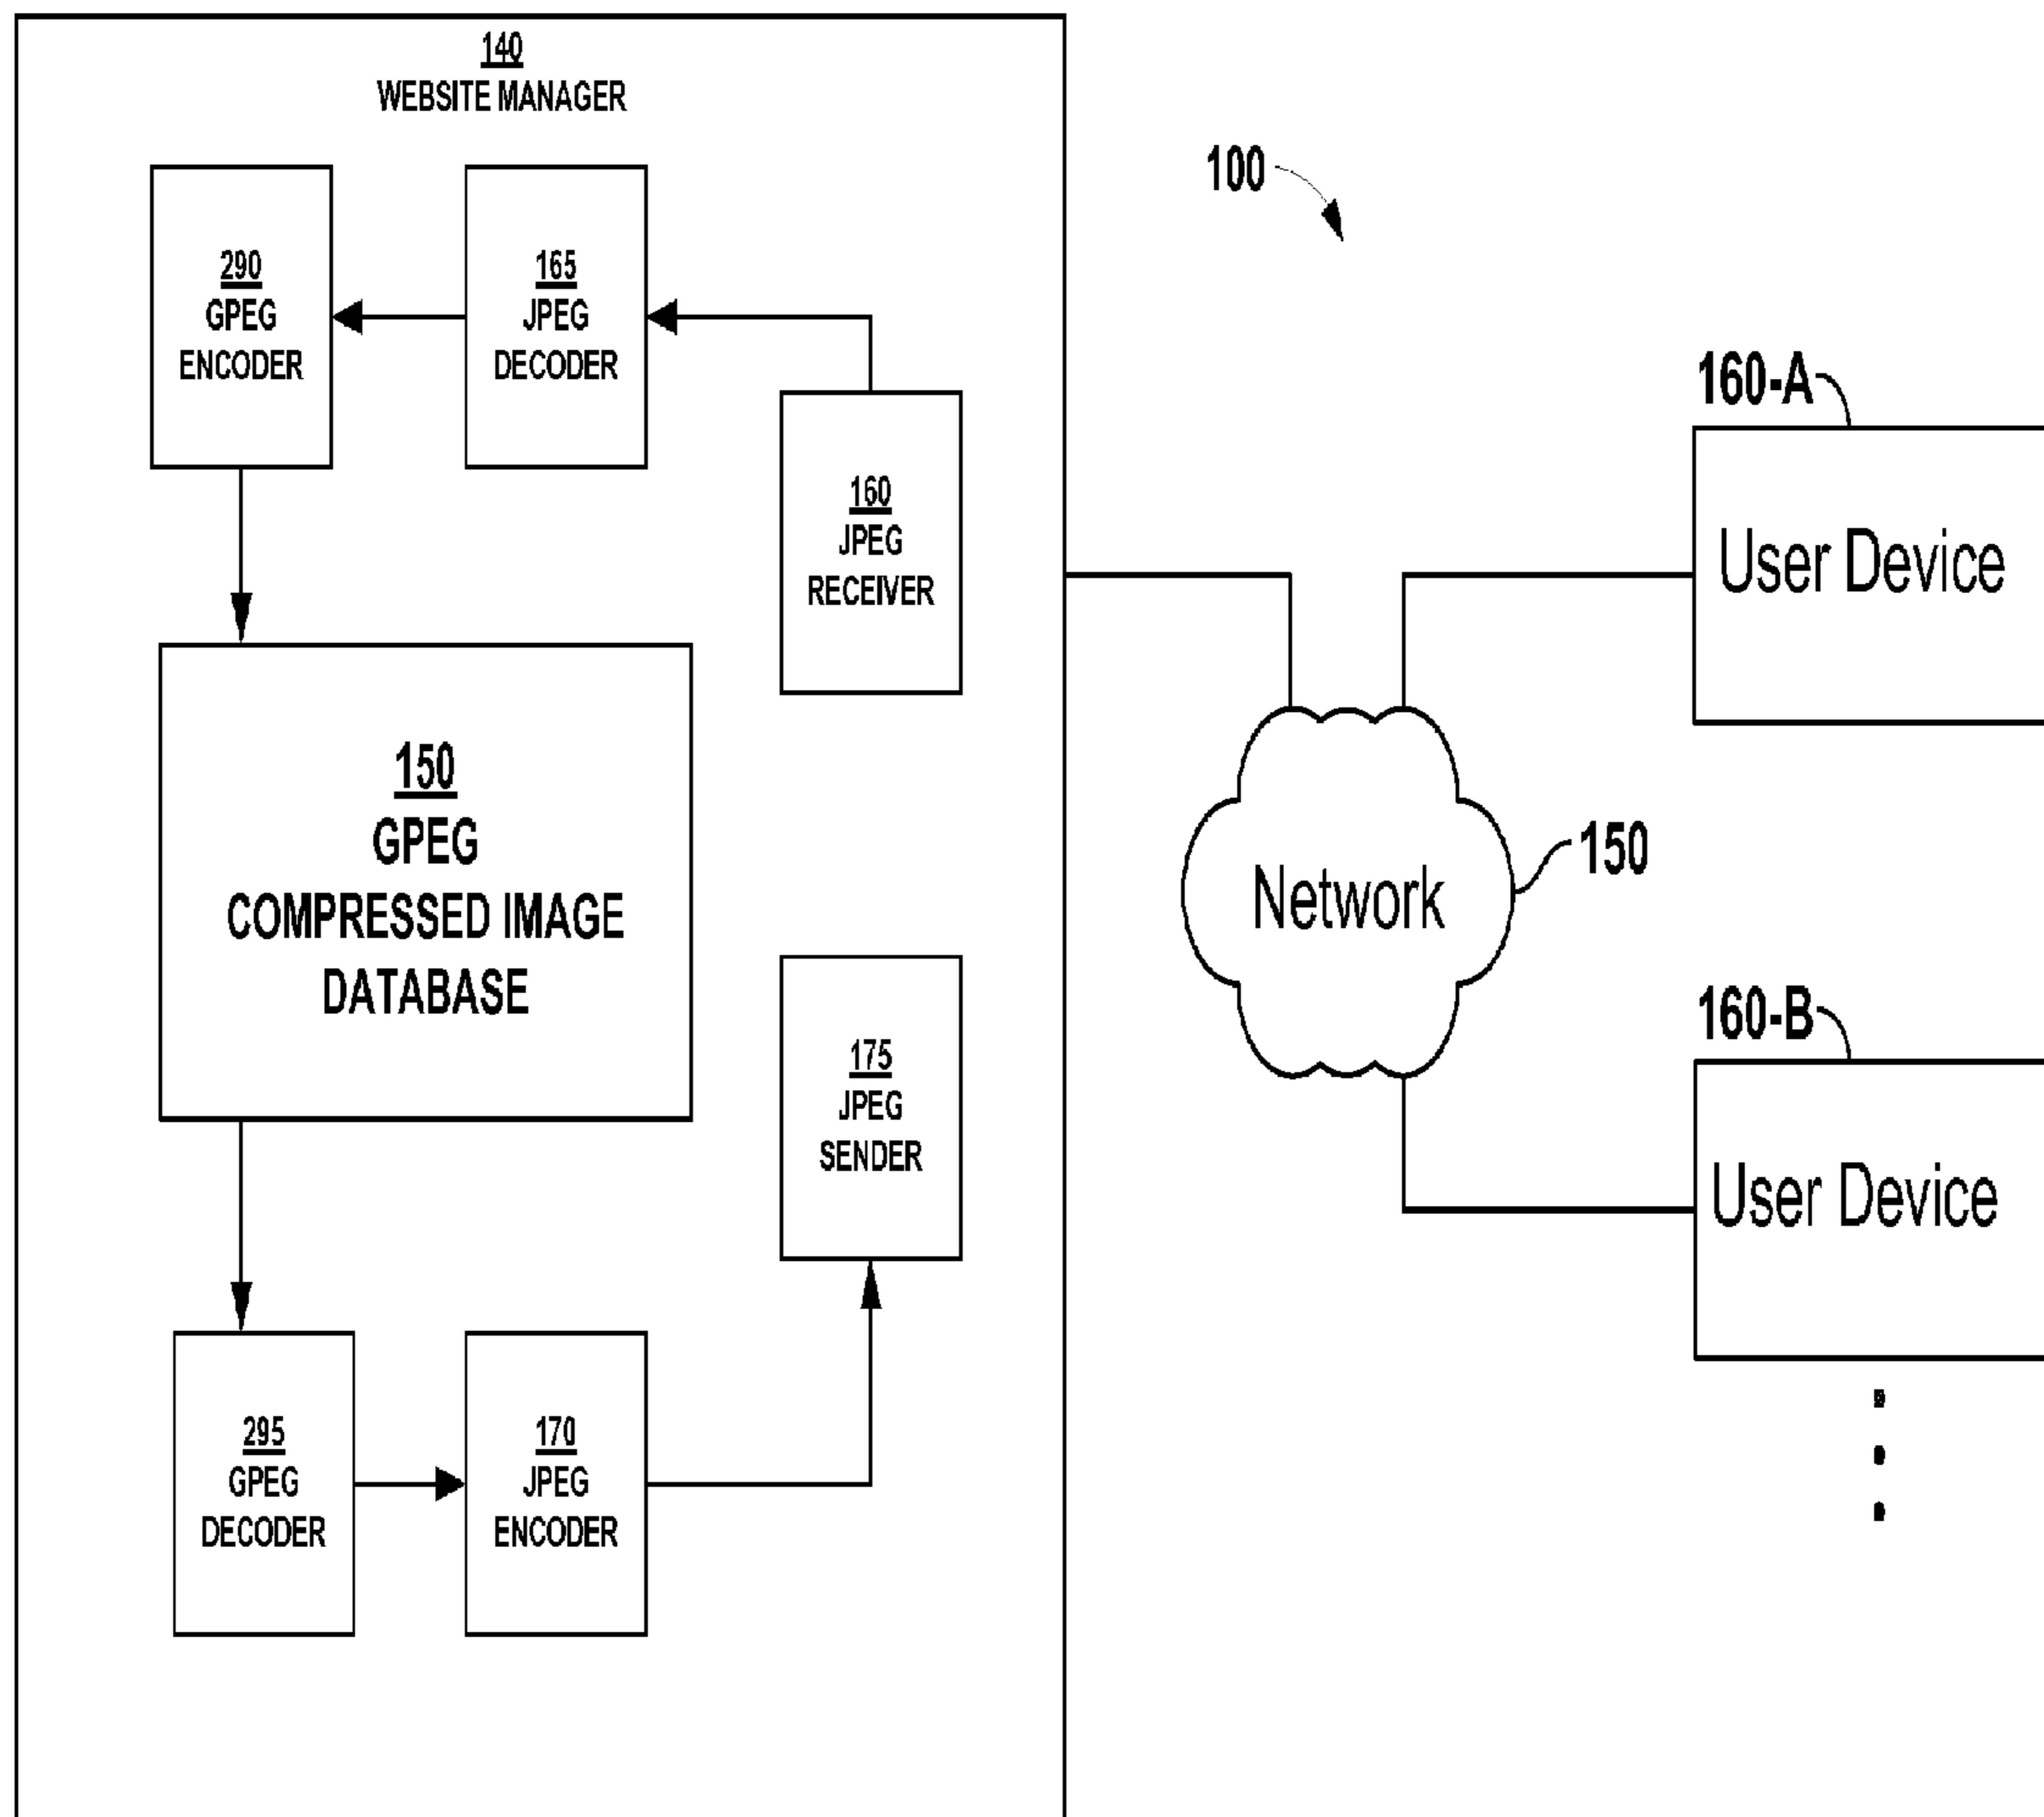 140
WEBSITE MANAGER
100
290
GPEG
ENCODER
165
JPEG
DECODER
160
JPEG
RECEIVER
160-A
User Device
150
GPEG
COMPRESSED IMAGE
DATABASE
Network
150
175
JPEG
SENDER
160-B
User Device
295
GPEG
DECODER
170
JPEG
ENCODER